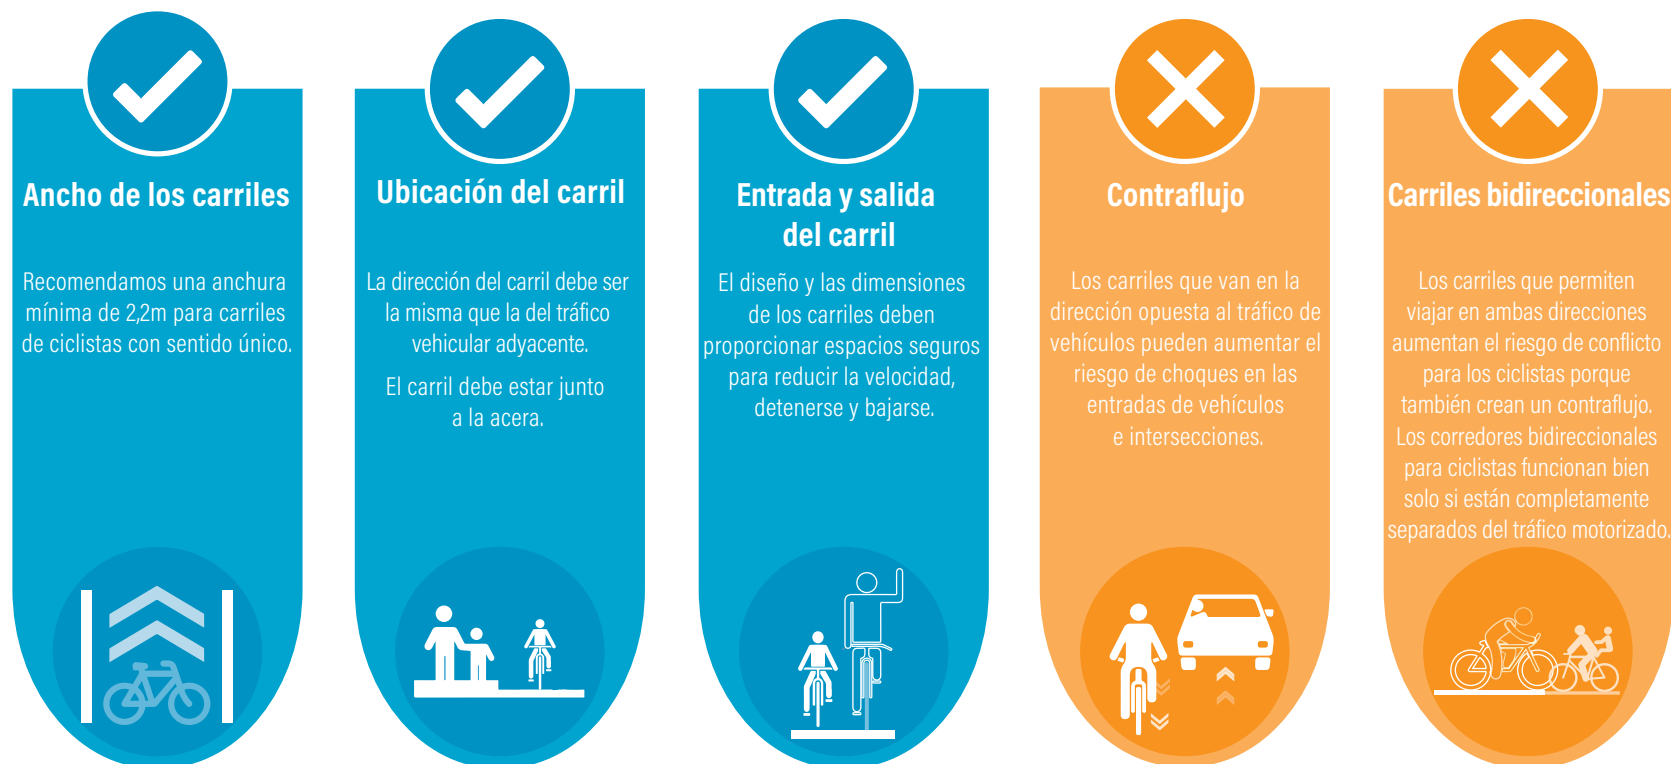 Ancho de los carriles
Recomendamos una anchura
mínima de 2,2m para carriles
de ciclistas con sentido único.
Ubicación del carril
La dirección del carril debe ser
la misma que la del tráfico
vehicular adyacente.
El carril debe estar junto
a la acera.
Entrada y salida
del carril
El diseño y las dimensiones
de los carriles deben
proporcionar espacios seguros
para reducir la velocidad,
detenerse y bajarse.
Contraflujo
Los carriles que van en la
dirección opuesta al tráfico de
vehículos pueden aumentar el
riesgo de choques en las
entradas de vehículos
e intersecciones.
Carriles bidireccionales
Los carriles que permiten
viajar en ambas direcciones
aumentan el riesgo de conflicto
para los ciclistas porque
también crean un contraflujo.
Los corredores bidireccionales
para ciclistas funcionan bien
solo si están completamente
separados del tráfico motorizado.